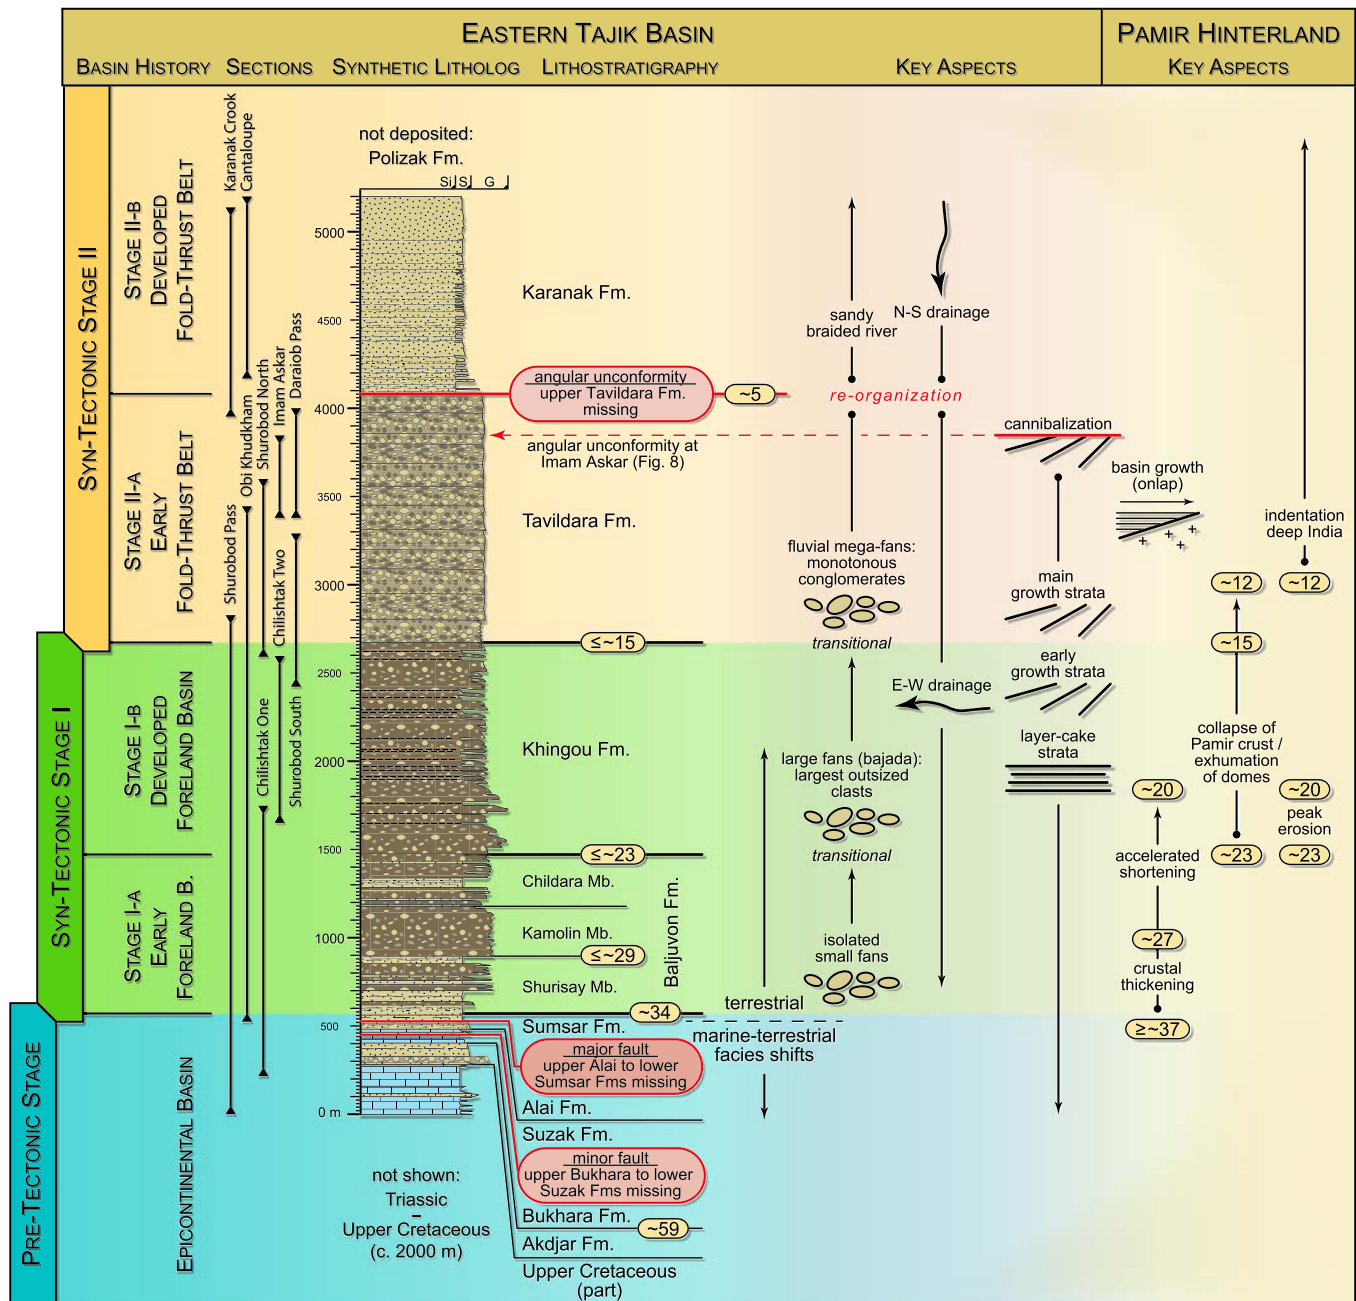 EASTERN TAJIK BASIN
PAMIR HINTERLAND
BASIN HISTORY
SECTIONS
SYNTHETIC LITHOLOG
LITHOSTRATIGRAPHY
KEY ASPECTS
KEY ASPECTS
SYN-TECTONIC STAGE II
STAGE II-B
DEVELOPED
FOLD-THRUST BELT
STAGE II-A
EARLY
FOLD-THRUST BELT
SYN-TECTONIC STAGE I
STAGE I-B
DEVELOPED
FORELAND BASIN
STAGE I-A
EARLY
FORELAND B.
PRE-TECTONIC STAGE
EPICONTINENTAL BASIN
Karanak Crook
Cantaloupe
Shurobod Pass
Obi Khudkham
Shurobod North
Imam Askar
Daraiob Pass
Chilishtak Two
Chilishtak One
Shurobod South
not deposited:
Polizak Fm.
Si
S
G
5000
4500
4000
3500
3000
2500
2000
1500
1000
500
0 m
not shown:
Triassic
–
Upper Cretaceous
(c. 2000 m)
Karanak Fm.
angular unconformity
upper Tavildara Fm.
missing
~5
angular unconformity at
Imam Askar (Fig. 8)
Tavildara Fm.
≤~15
Khingou Fm.
≤~23
Childara Mb.
Kamolin Mb.
≤~29
Shurisay Mb.
Baljuvon Fm.
~34
Sumsar Fm.
major fault
upper Alai to lower
Sumsar Fms missing
Alai Fm.
Suzak Fm.
minor fault
upper Bukhara to lower
Suzak Fms missing
Bukhara Fm.
~59
Akdjar Fm.
Upper Cretaceous
(part)
sandy
braided river
N-S drainage
re-organization
cannibalization
fluvial mega-fans:
monotonous
conglomerates
transitional
main
growth strata
early
growth strata
E-W drainage
layer-cake
strata
large fans (bajada):
largest outsized
clasts
transitional
isolated
small fans
terrestrial
marine-terrestrial
facies shifts
basin growth
(onlap)
indentation
deep India
~12
~12
~15
collapse of
Pamir crust /
exhumation
of domes
~20
~20
peak
erosion
~23
~23
accelerated
shortening
~27
crustal
thickening
≥~37